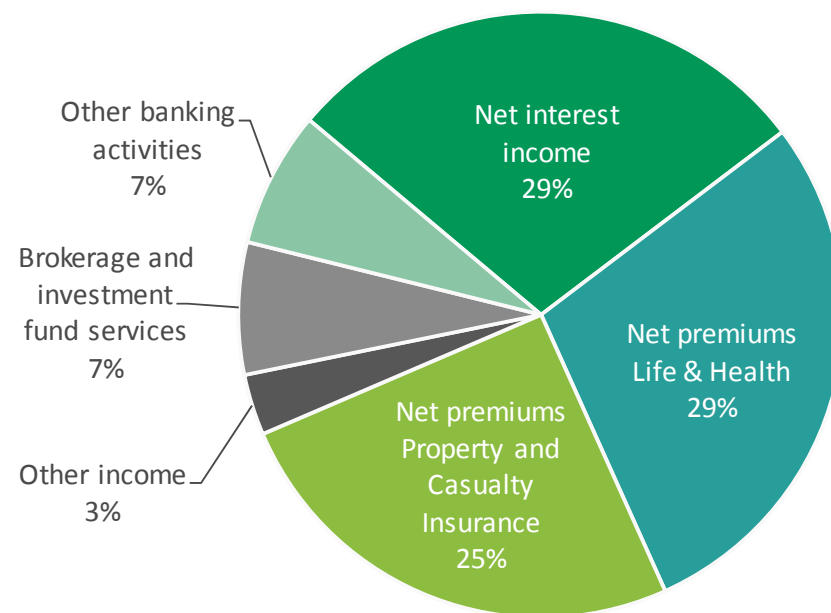 Net interest
income
29%
Net premiums
Life & Health
29%
Net premiums
Property and
Casualty
Insurance
25%
Other income
3%
Brokerage and
investment
fund services
7%
Other banking
activities
7%